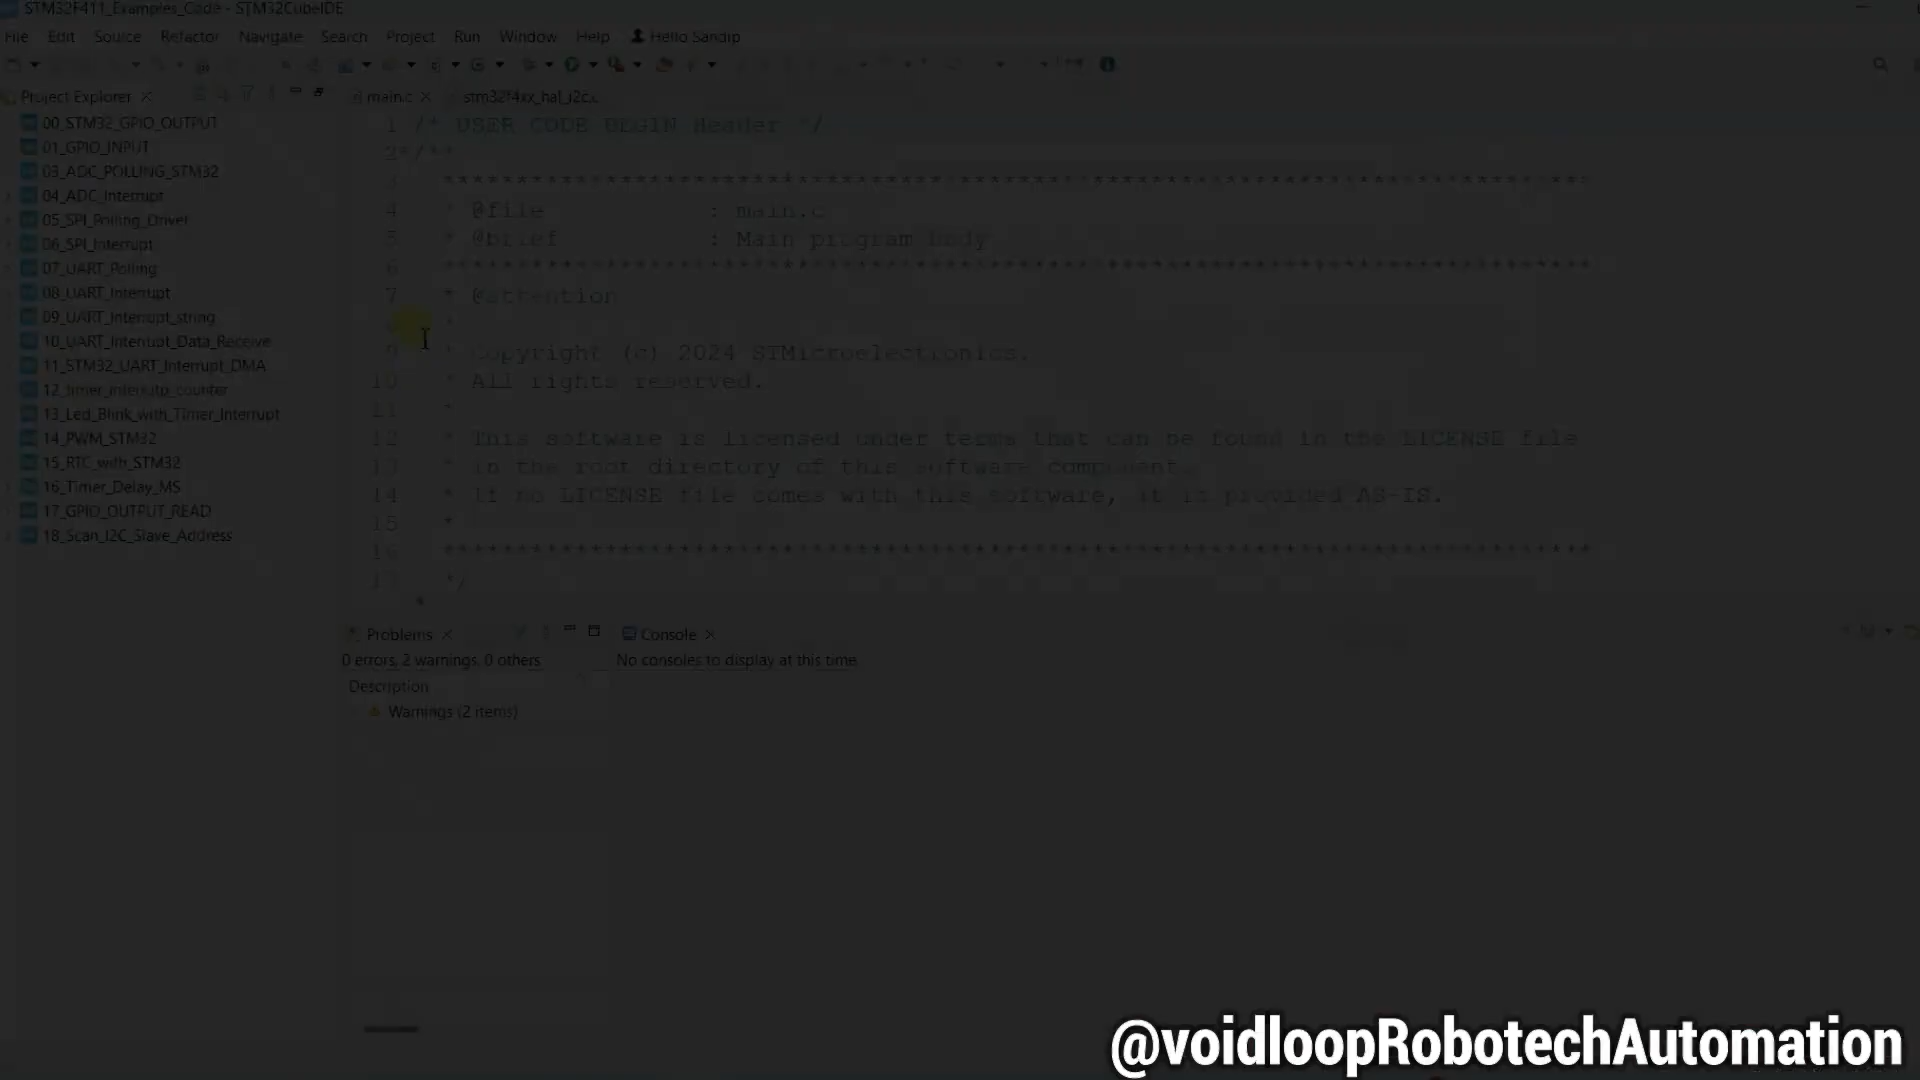 STM32F411_Examples_Code - STM32CubeIDE
File Edit Source Refactor Navigate Search Project Run Window Help Hello Sandip
Project Explorer
main.c
stm32f4xx_hal_i2c.c
00_STM32_GPIO_OUTPUT
01_GPIO_INPUT
03_ADC_POLLING_STM32
04_ADC_Interrupt
05_SPI_Polling_Driver
06_SPI_Interrupt
07_UART_Polling
08_UART_Interrupt
09_UART_Interrupt_string
10_UART_Interrupt_Data_Receive
11_STM32_UART_Interrupt_DMA
12_timer_interrutp_counter
13_Led_Blink_with_Timer_Interrupt
14_PWM_STM32
15_RTC_with_STM32
16_Timer_Delay_MS
17_GPIO_OUTPUT_READ
18_Scan_I2C_Slave_Address
1 /* USER CODE BEGIN Header */
2 /**
3 ******************************************************************************
4 * @file : main.c
5 * @brief : Main program body
6 ******************************************************************************
7 * @attention
*
9 * Copyright (c) 2024 STMicroelectronics.
10 * All rights reserved.
11 *
12 * This software is licensed under terms that can be found in the LICENSE file
13 * in the root directory of this software component.
14 * If no LICENSE file comes with this software, it is provided AS-IS.
15 *
16 ******************************************************************************
17 */
Problems
Console
0 errors, 2 warnings, 0 others
No consoles to display at this time.
Description
Warnings (2 items)
@voidloopRobotechAutomation